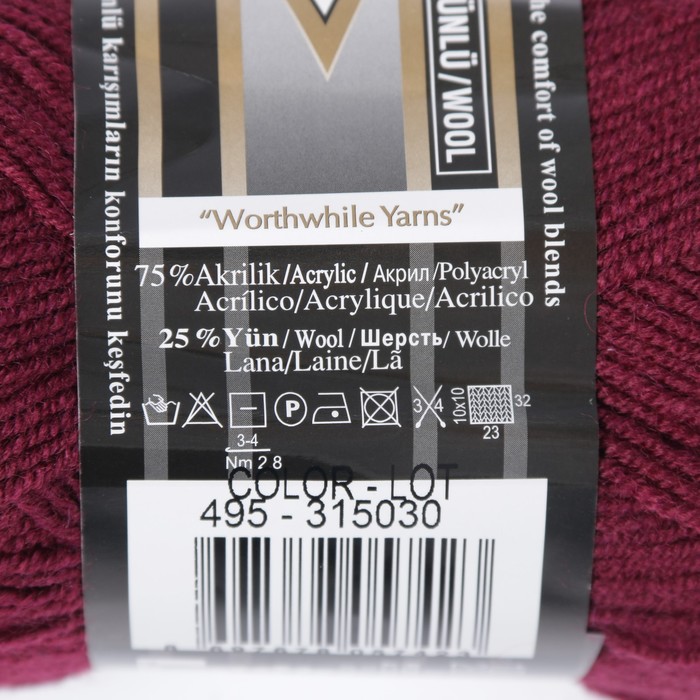 ÜNLÜ/WOOL
he comfort of wool blends
nlü karışımların konforunu keşfedin
“Worthwhile Yarns”
75%Akrilik/Acrylic/Акрил/Polyacryl
Acrílico/Acrylique/Acrilico
25% Yün/Wool/Шерсть/Wolle
Lana/Laine/Lã
P
3 4
10x10
32
23
3-4
Nm 2 8
COLOR - LOT
495 - 315030